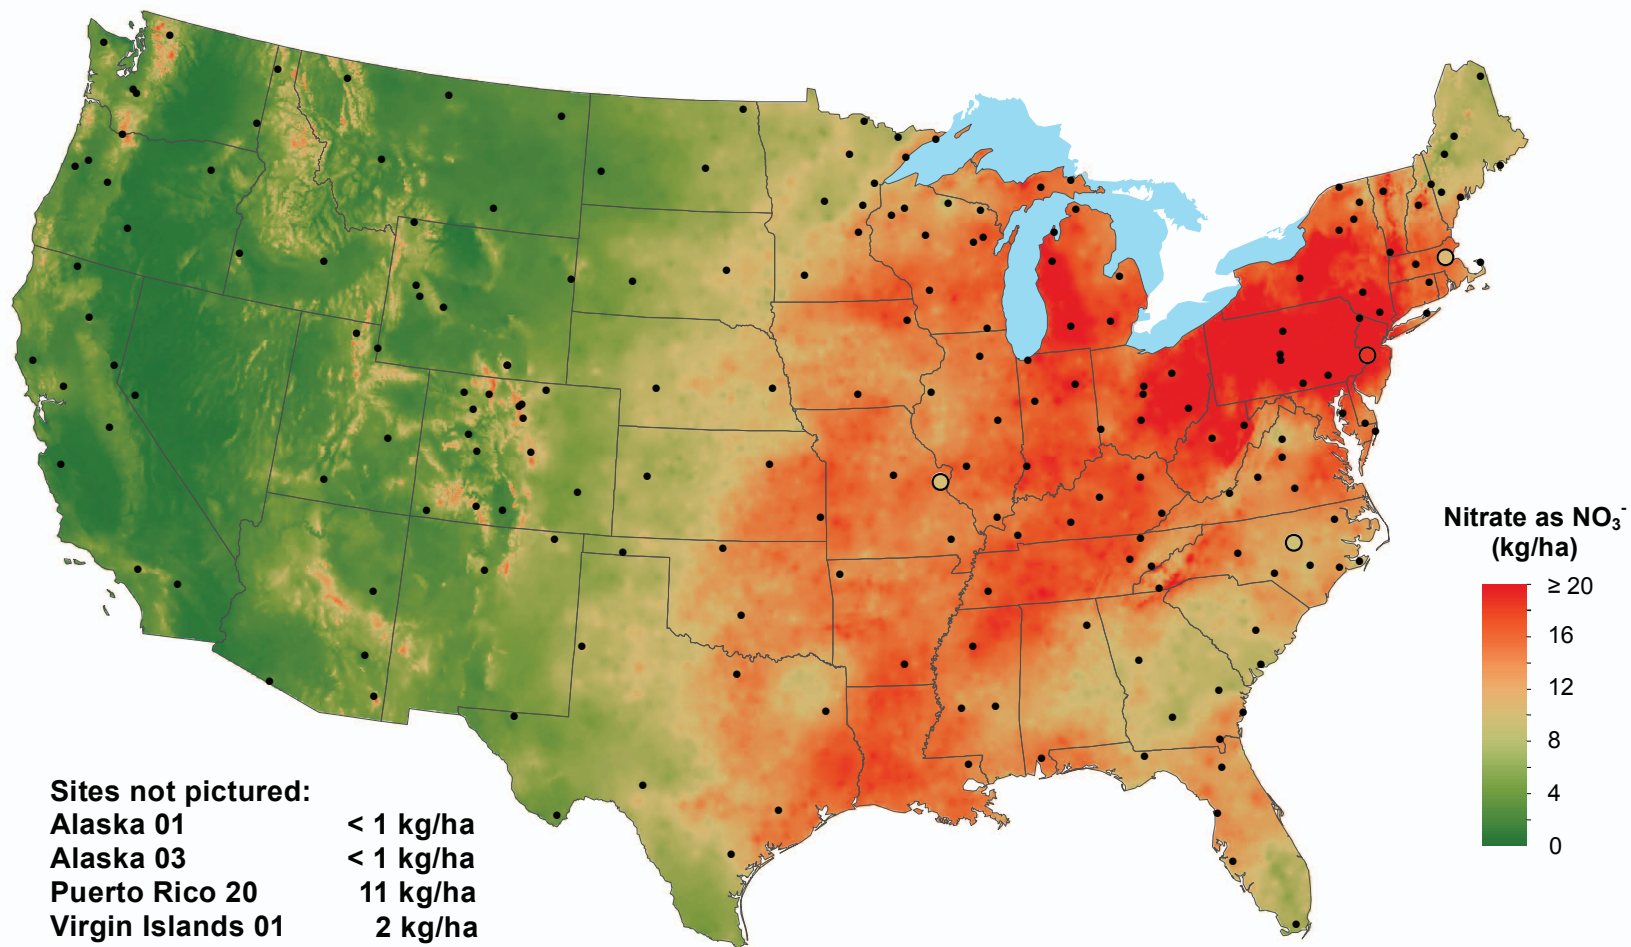 Nitrate as NO₃⁻
(kg/ha)
≥ 20
16
12
8
4
0
Sites not pictured:
Alaska 01 < 1 kg/ha
Alaska 03 < 1 kg/ha
Puerto Rico 20 11 kg/ha
Virgin Islands 01 2 kg/ha